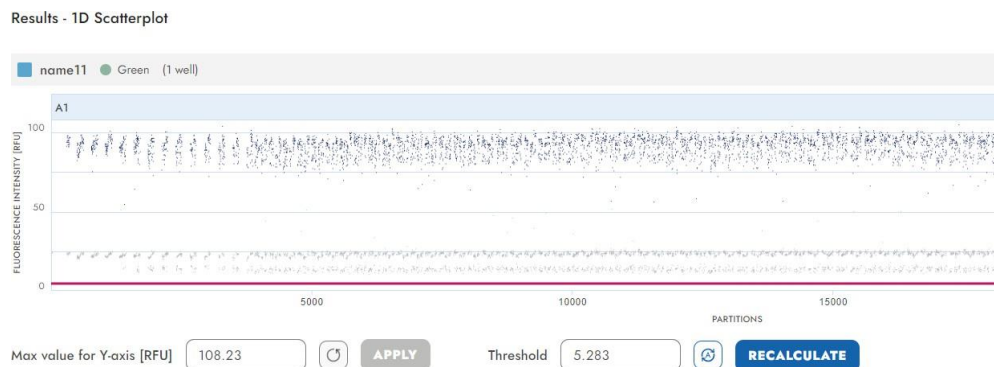 Results - 1D Scatterplot
name11 Green (1 well)
A1
100
50
0
FLUORESCENCE INTENSITY [RFU]
5000 10000 15000
PARTITIONS
Max value for Y-axis [RFU] 108.23 APPLY Threshold 5.283 A RECALCULATE